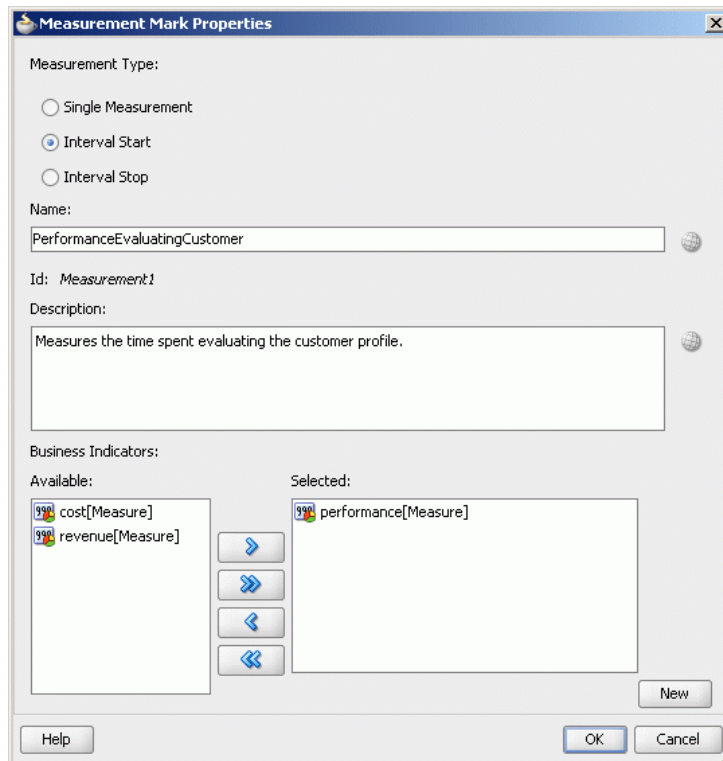 Measurement Mark Properties
Measurement Type:
Single Measurement
Interval Start
Interval Stop
Name:
PerformanceEvaluatingCustomer
Id: Measurement1
Description:
Measures the time spent evaluating the customer profile.
Business Indicators:
Available:
Selected:
cost[Measure]
revenue[Measure]
performance[Measure]
New
Help
OK
Cancel